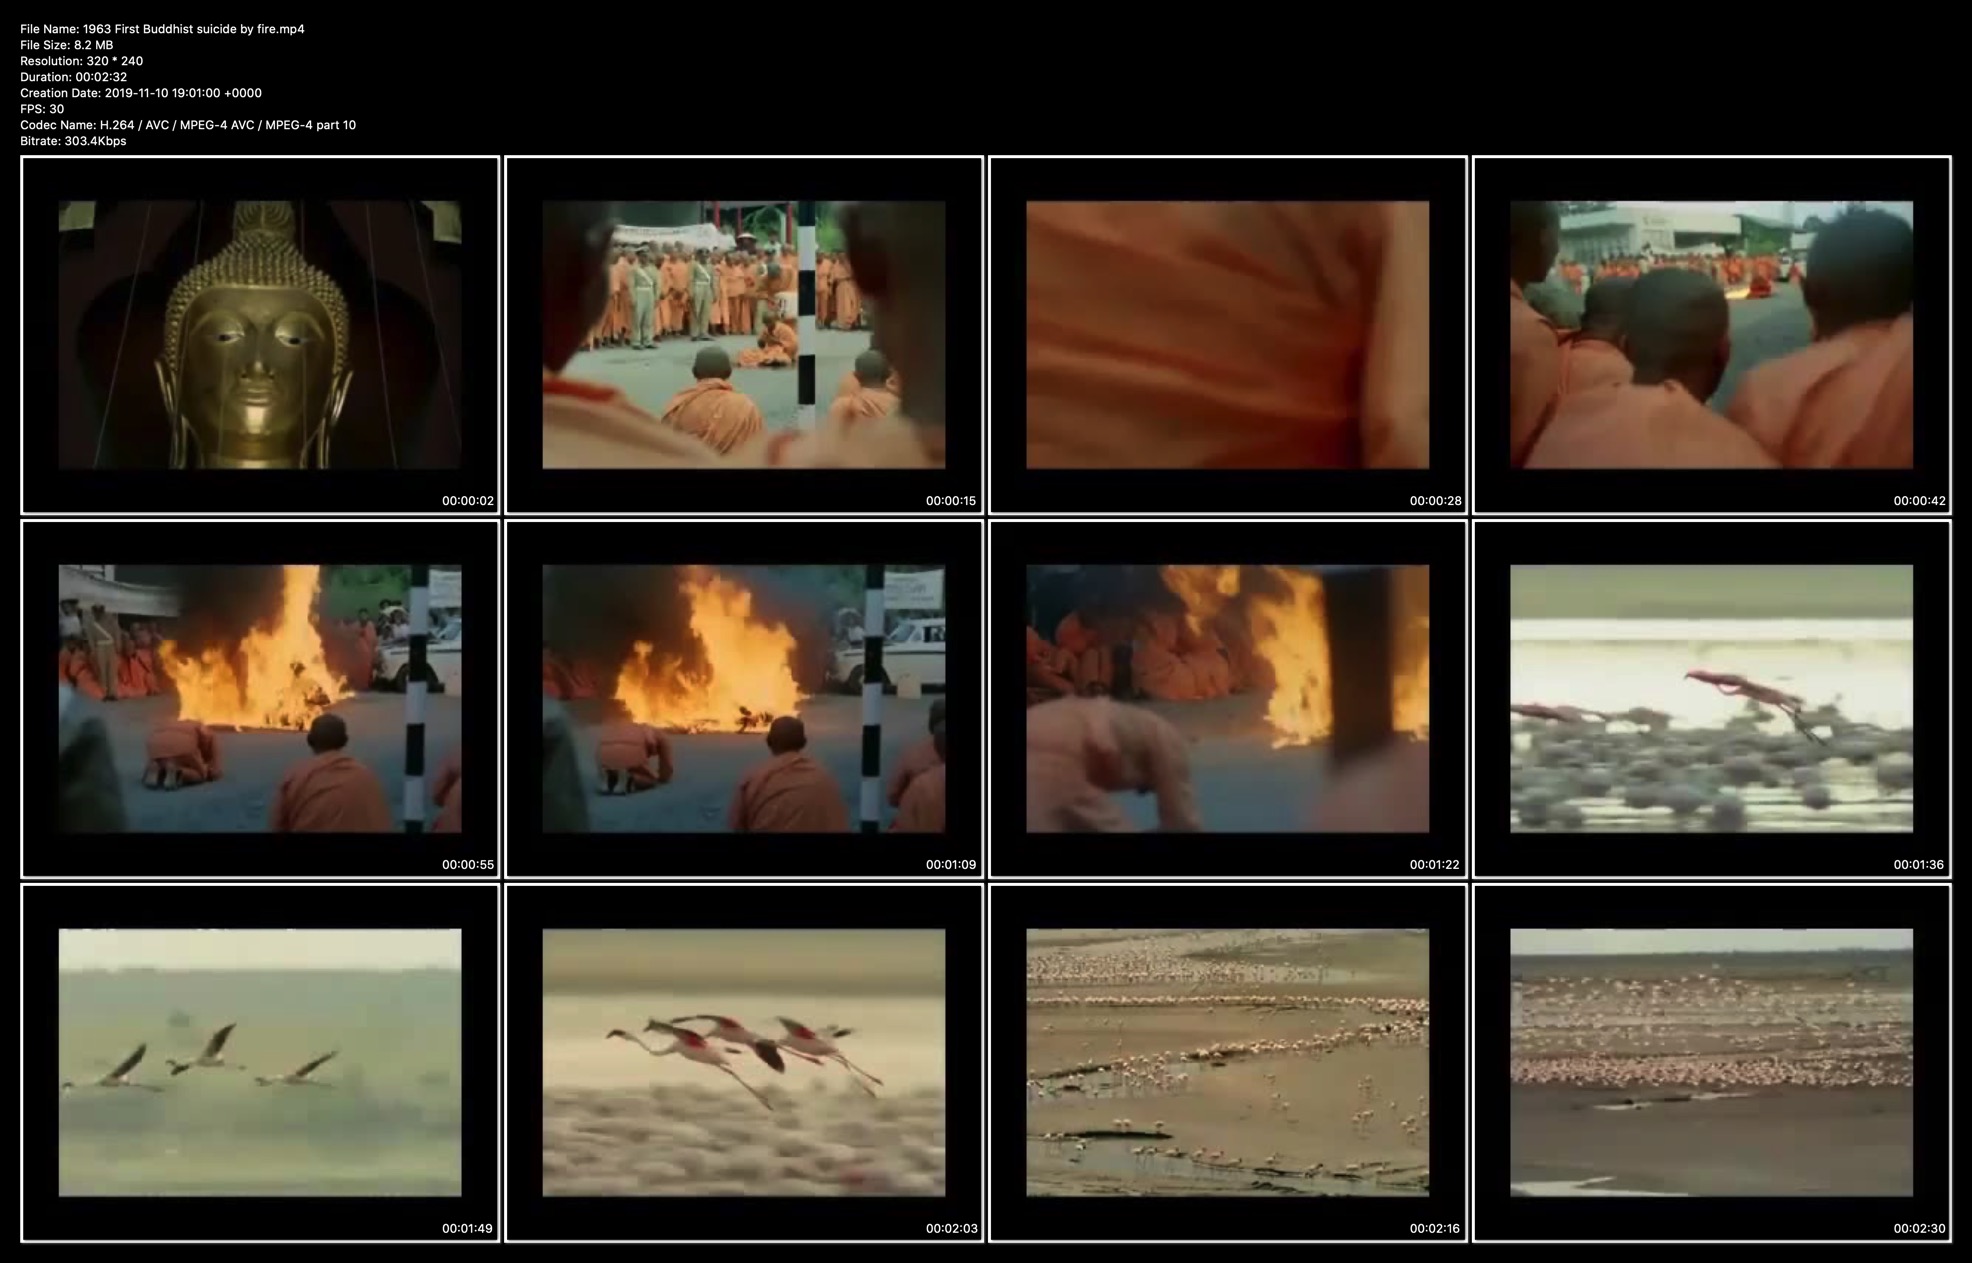 File Name: 1963 First Buddhist suicide by fire.mp4
File Size: 8.2 MB
Resolution: 320 * 240
Duration: 00:02:32
Creation Date: 2019-11-10 19:01:00 +0000
FPS: 30
Codec Name: H.264 / AVC / MPEG-4 AVC / MPEG-4 part 10
Bitrate: 303.4Kbps
00:00:02
00:00:15
00:00:28
00:00:42
00:00:55
00:01:09
00:01:22
00:01:36
00:01:49
00:02:03
00:02:16
00:02:30